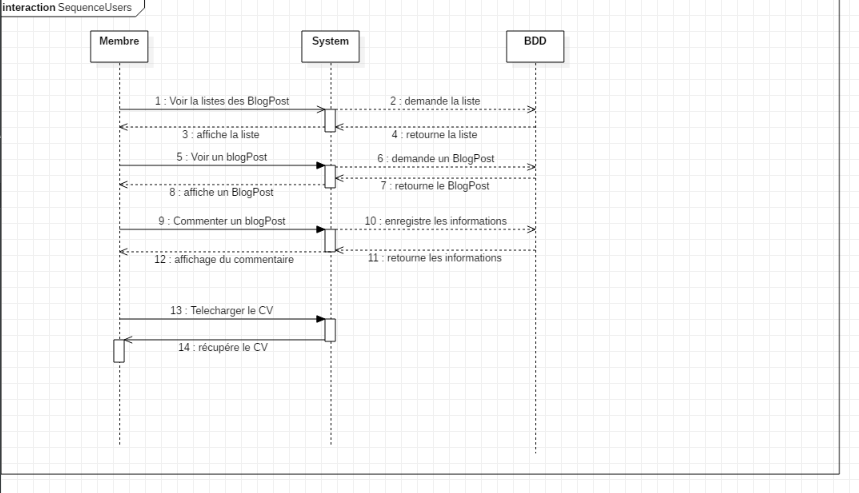 interaction SequenceUsers
Membre
System
BDD
1 : Voir la listes des BlogPost
2 : demande la liste
3 : affiche la liste
4 : retourne la liste
5 : Voir un blogPost
6 : demande un BlogPost
7 : retourne le BlogPost
8 : affiche un BlogPost
9 : Commenter un blogPost
10 : enregistre les informations
11 : retourne les informations
12 : affichage du commentaire
13 : Telecharger le CV
14 : récupére le CV